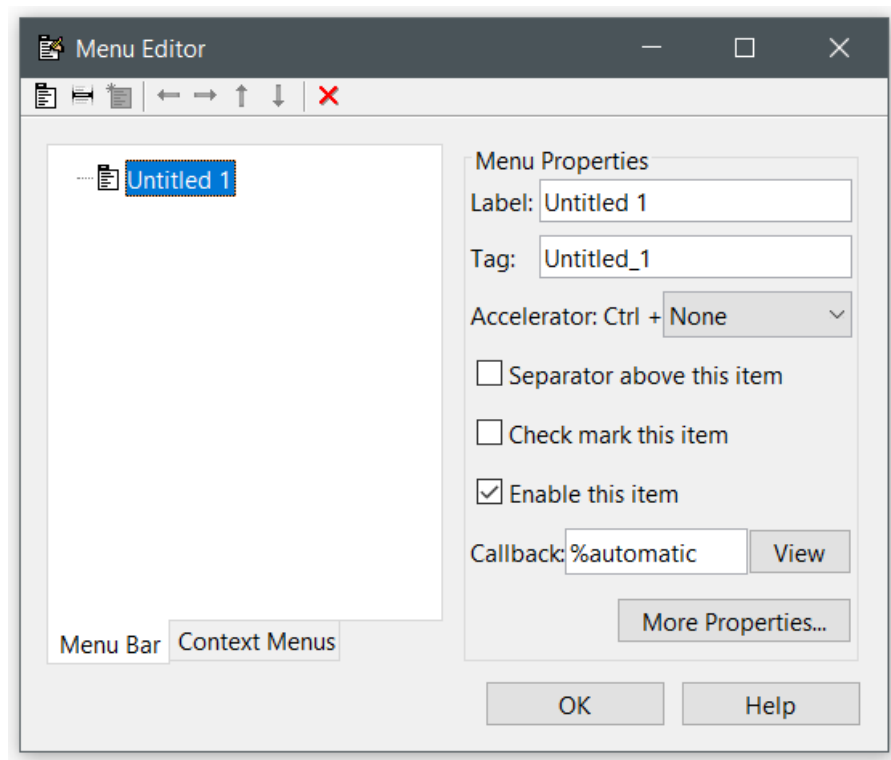 Menu Editor
Untitled 1
Menu Properties
Label: Untitled 1
Tag: Untitled_1
Accelerator: Ctrl + None
Separator above this item
Check mark this item
Enable this item
Callback: %automatic View
More Properties...
Menu Bar Context Menus
OK Help